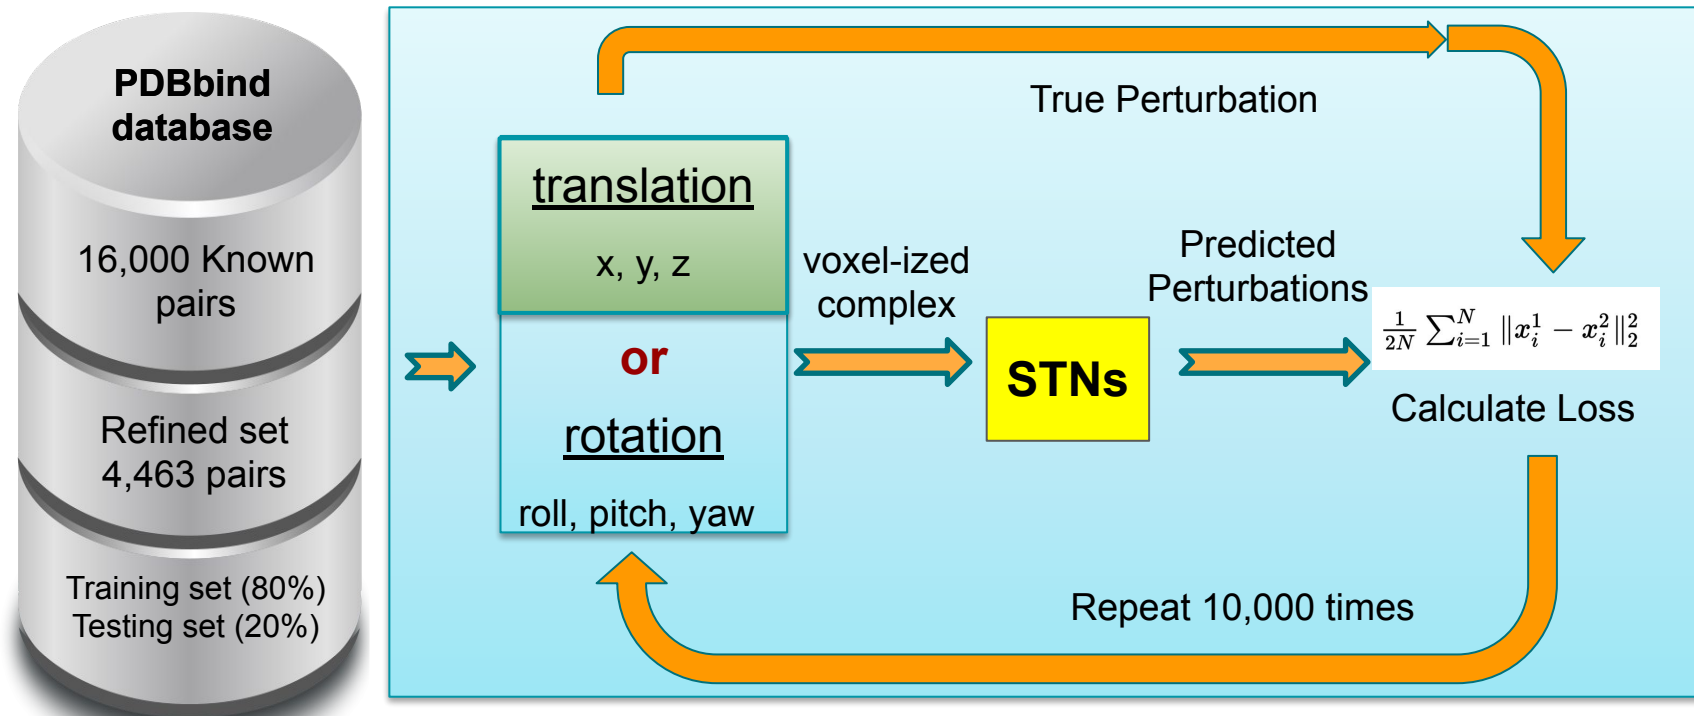 PDBbind
database
16,000 Known
pairs
Refined set
4,463 pairs
Training set (80%)
Testing set (20%)
True Perturbation
translation
x, y, z
or
rotation
roll, pitch, yaw
voxel-ized
complex
STNs
Predicted
Perturbations
\frac{1}{2N} \sum_{i=1}^{N} \|x_i^1 - x_i^2\|_2^2
Calculate Loss
Repeat 10,000 times